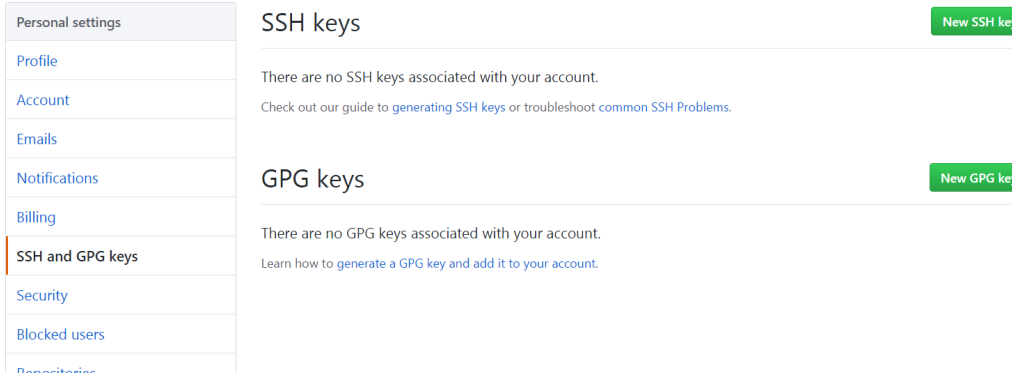 Personal settings
Profile
Account
Emails
Notifications
Billing
SSH and GPG keys
Security
Blocked users
Repositories
SSH keys
New SSH key
There are no SSH keys associated with your account.
Check out our guide to generating SSH keys or troubleshoot common SSH Problems.
GPG keys
New GPG key
There are no GPG keys associated with your account.
Learn how to generate a GPG key and add it to your account.